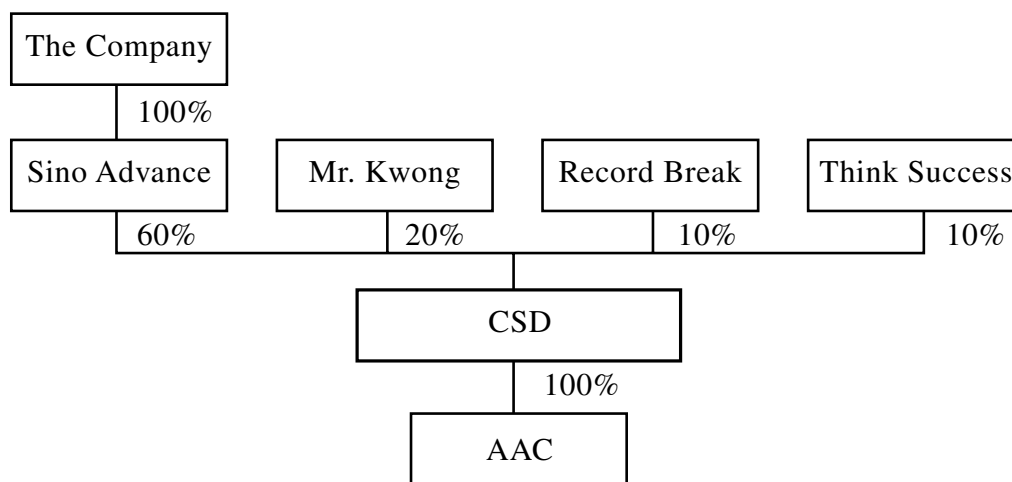 The Company
100%
Sino Advance
Mr. Kwong
Record Break
Think Success
60%
20%
10%
10%
CSD
100%
AAC